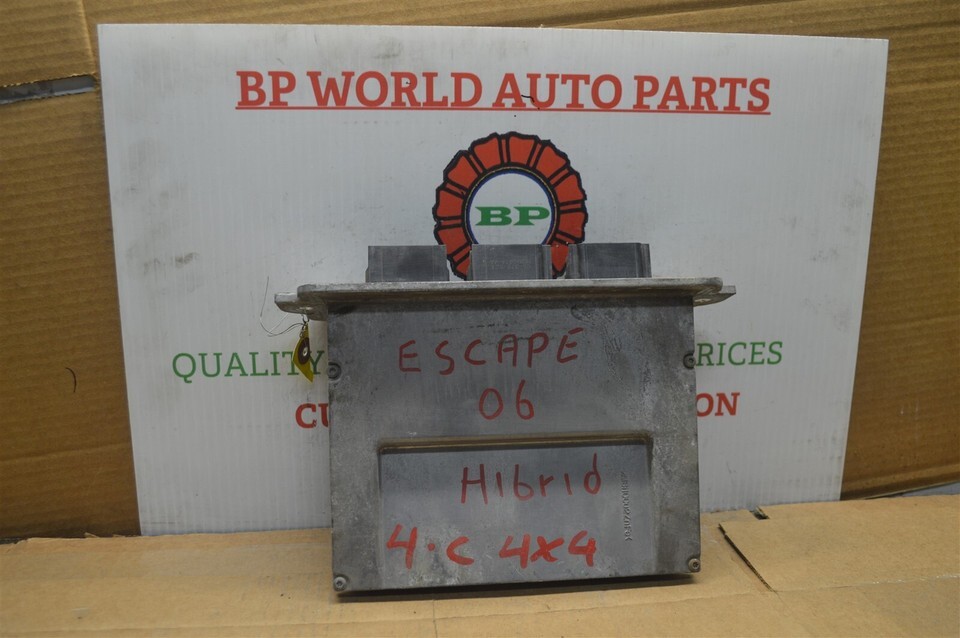 BP WORLD AUTO PARTS
BP
QUALITY
RICES
CU
ON
ESCAPE
06
Hibrid
4.C 4x4